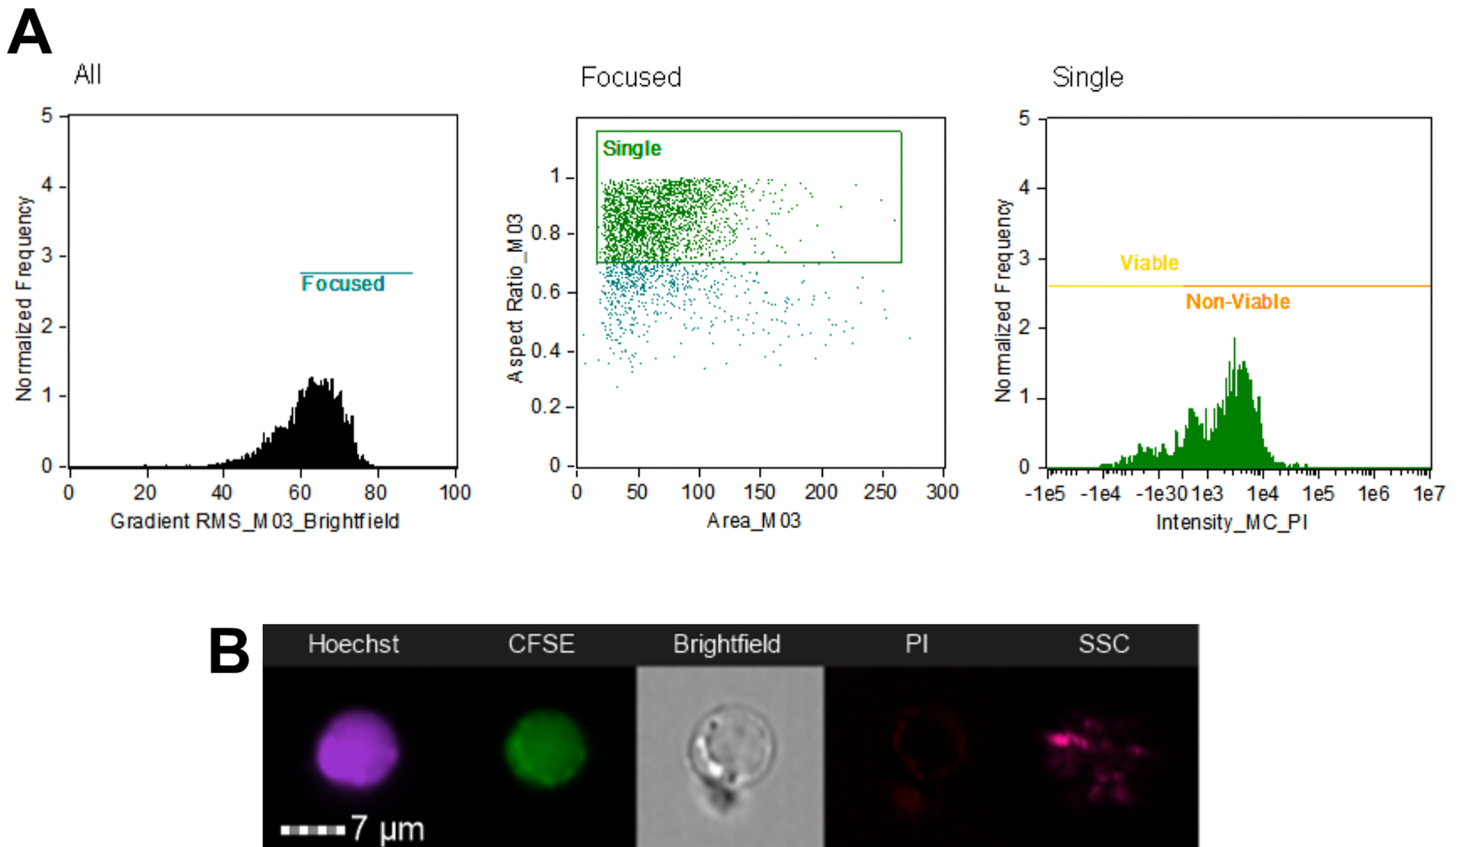 A
All
5
4
3
2
1
0
Normalized Frequency
Focused
0 20 40 60 80 100
Gradient RMS_M03_Brightfield
Focused
1
0.8
0.6
0.4
0.2
0
Aspect Ratio_M03
Single
0 50 100 150 200 250 300
Area_M03
Single
5
4
3
2
1
0
Normalized Frequency
Viable
Non-Viable
-1e5 -1e4 -1e3 0 1e3 1e4 1e5 1e6 1e7
Intensity_MC_PI
B
Hoechst CFSE Brightfield PI SSC
7 µm